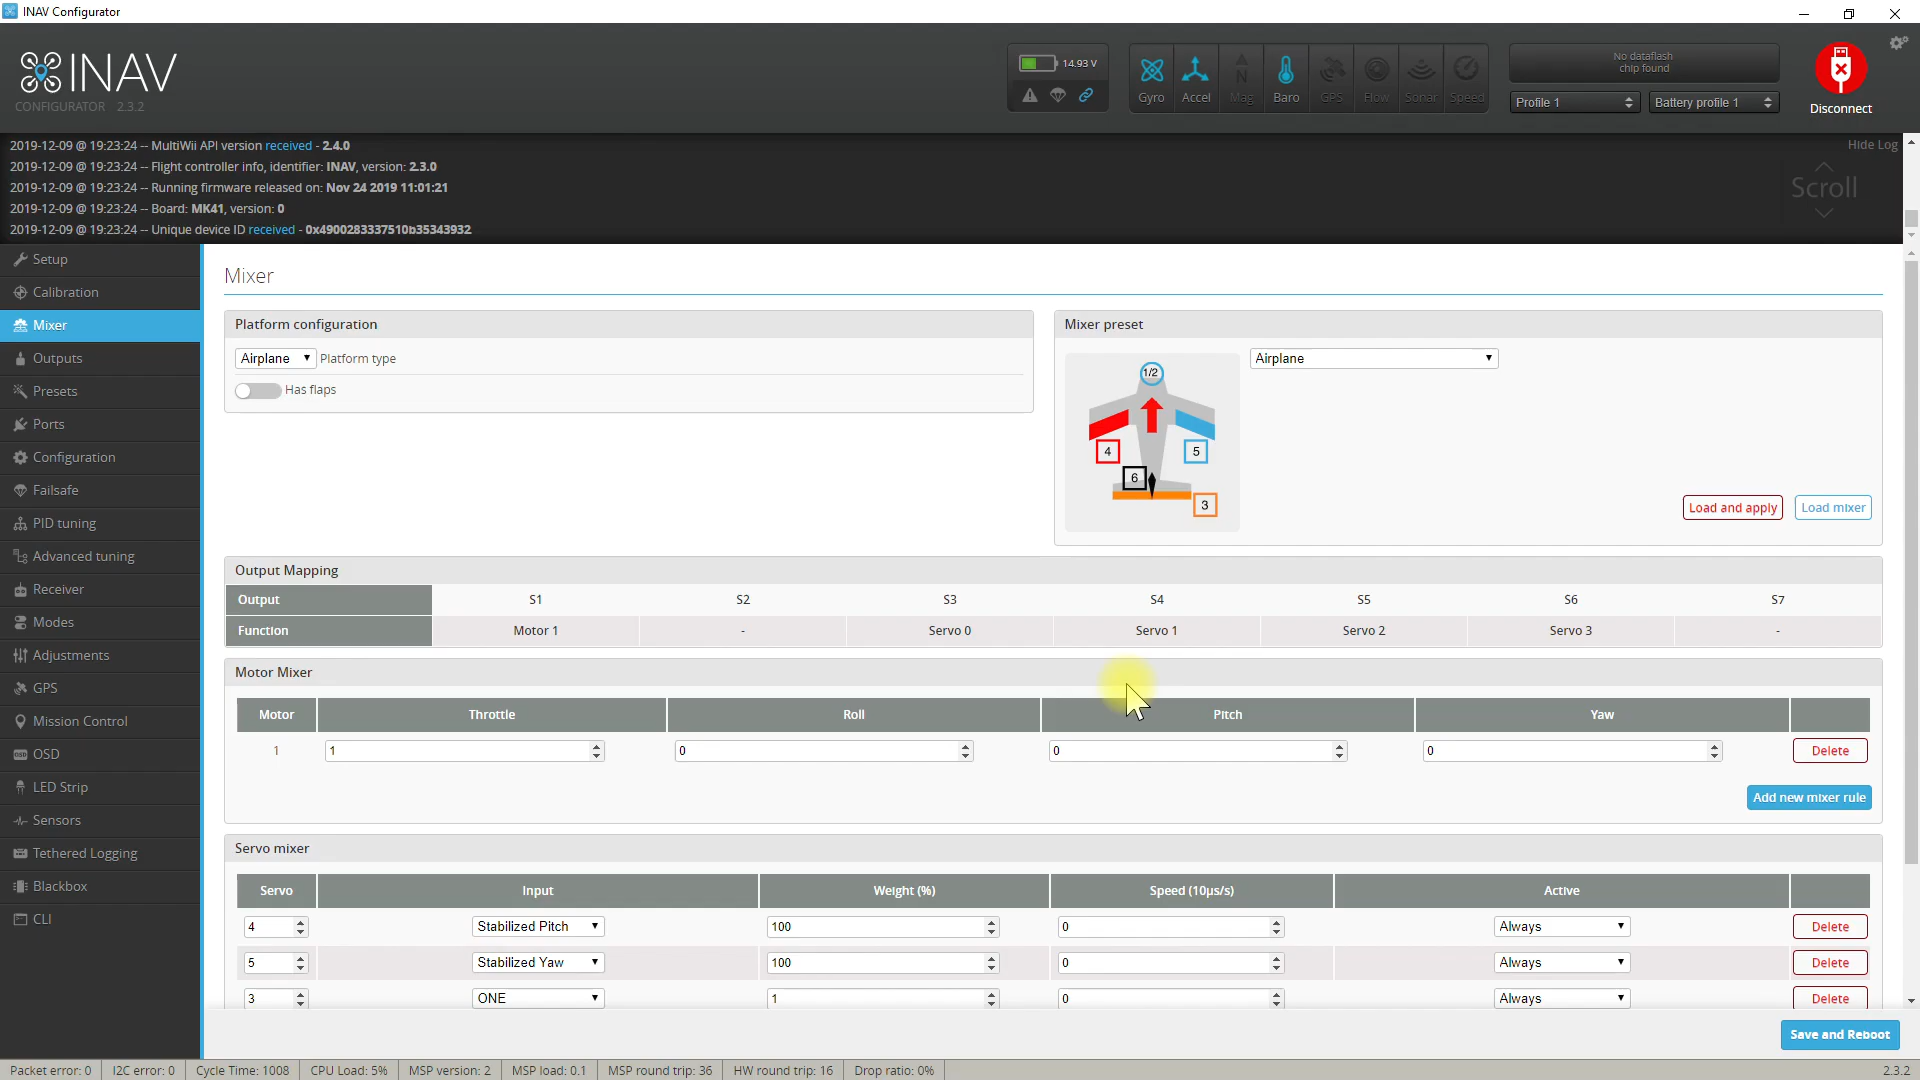 INAV Configurator
INAV
CONFIGURATOR 2.3.2
14.93 V
Gyro Accel Mag Baro GPS Flow Sonar Speed
No dataflash
chip found
Profile 1 Battery profile 1
Disconnect
2019-12-09 @ 19:23:24 -- MultiWii API version received - 2.4.0
Hide Log
2019-12-09 @ 19:23:24 -- Flight controller info, identifier: INAV, version: 2.3.0
2019-12-09 @ 19:23:24 -- Running firmware released on: Nov 24 2019 11:01:21
Scroll
2019-12-09 @ 19:23:24 -- Board: MK41, version: 0
2019-12-09 @ 19:23:24 -- Unique device ID received - 0x4900283337510b35343932
Setup
Calibration
Mixer
Outputs
Presets
Ports
Configuration
Failsafe
PID tuning
Advanced tuning
Receiver
Modes
Adjustments
GPS
Mission Control
OSD
LED Strip
Sensors
Tethered Logging
Blackbox
CLI
Mixer
Platform configuration
Airplane Platform type
Has flaps
Mixer preset
Airplane
1/2
4 5
6
3
Load and apply Load mixer
Output Mapping
Output S1 S2 S3 S4 S5 S6 S7
Function Motor 1 - Servo 0 Servo 1 Servo 2 Servo 3 -
Motor Mixer
Motor Throttle Roll Pitch Yaw
1 1 0 0 0 Delete
Add new mixer rule
Servo mixer
Servo Input Weight (%) Speed (10µs/s) Active
4 Stabilized Pitch 100 0 Always Delete
5 Stabilized Yaw 100 0 Always Delete
3 ONE 1 0 Always Delete
Save and Reboot
Packet error: 0 I2C error: 0 Cycle Time: 1008 CPU Load: 5% MSP version: 2 MSP load: 0.1 MSP round trip: 36 HW round trip: 16 Drop ratio: 0% 2.3.2